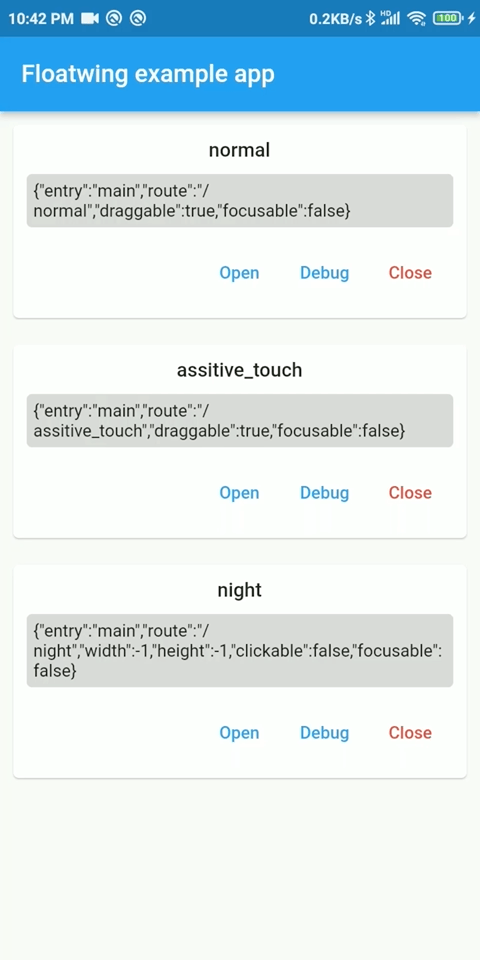 10:42 PM 0.2KB/s HD 100
Floatwing example app
normal
{"entry":"main","route":"/
normal","draggable":true,"focusable":false}
Open Debug Close
assitive_touch
{"entry":"main","route":"/
assitive_touch","draggable":true,"focusable":false}
Open Debug Close
night
{"entry":"main","route":"/
night","width":-1,"height":-1,"clickable":false,"focusable":
false}
Open Debug Close